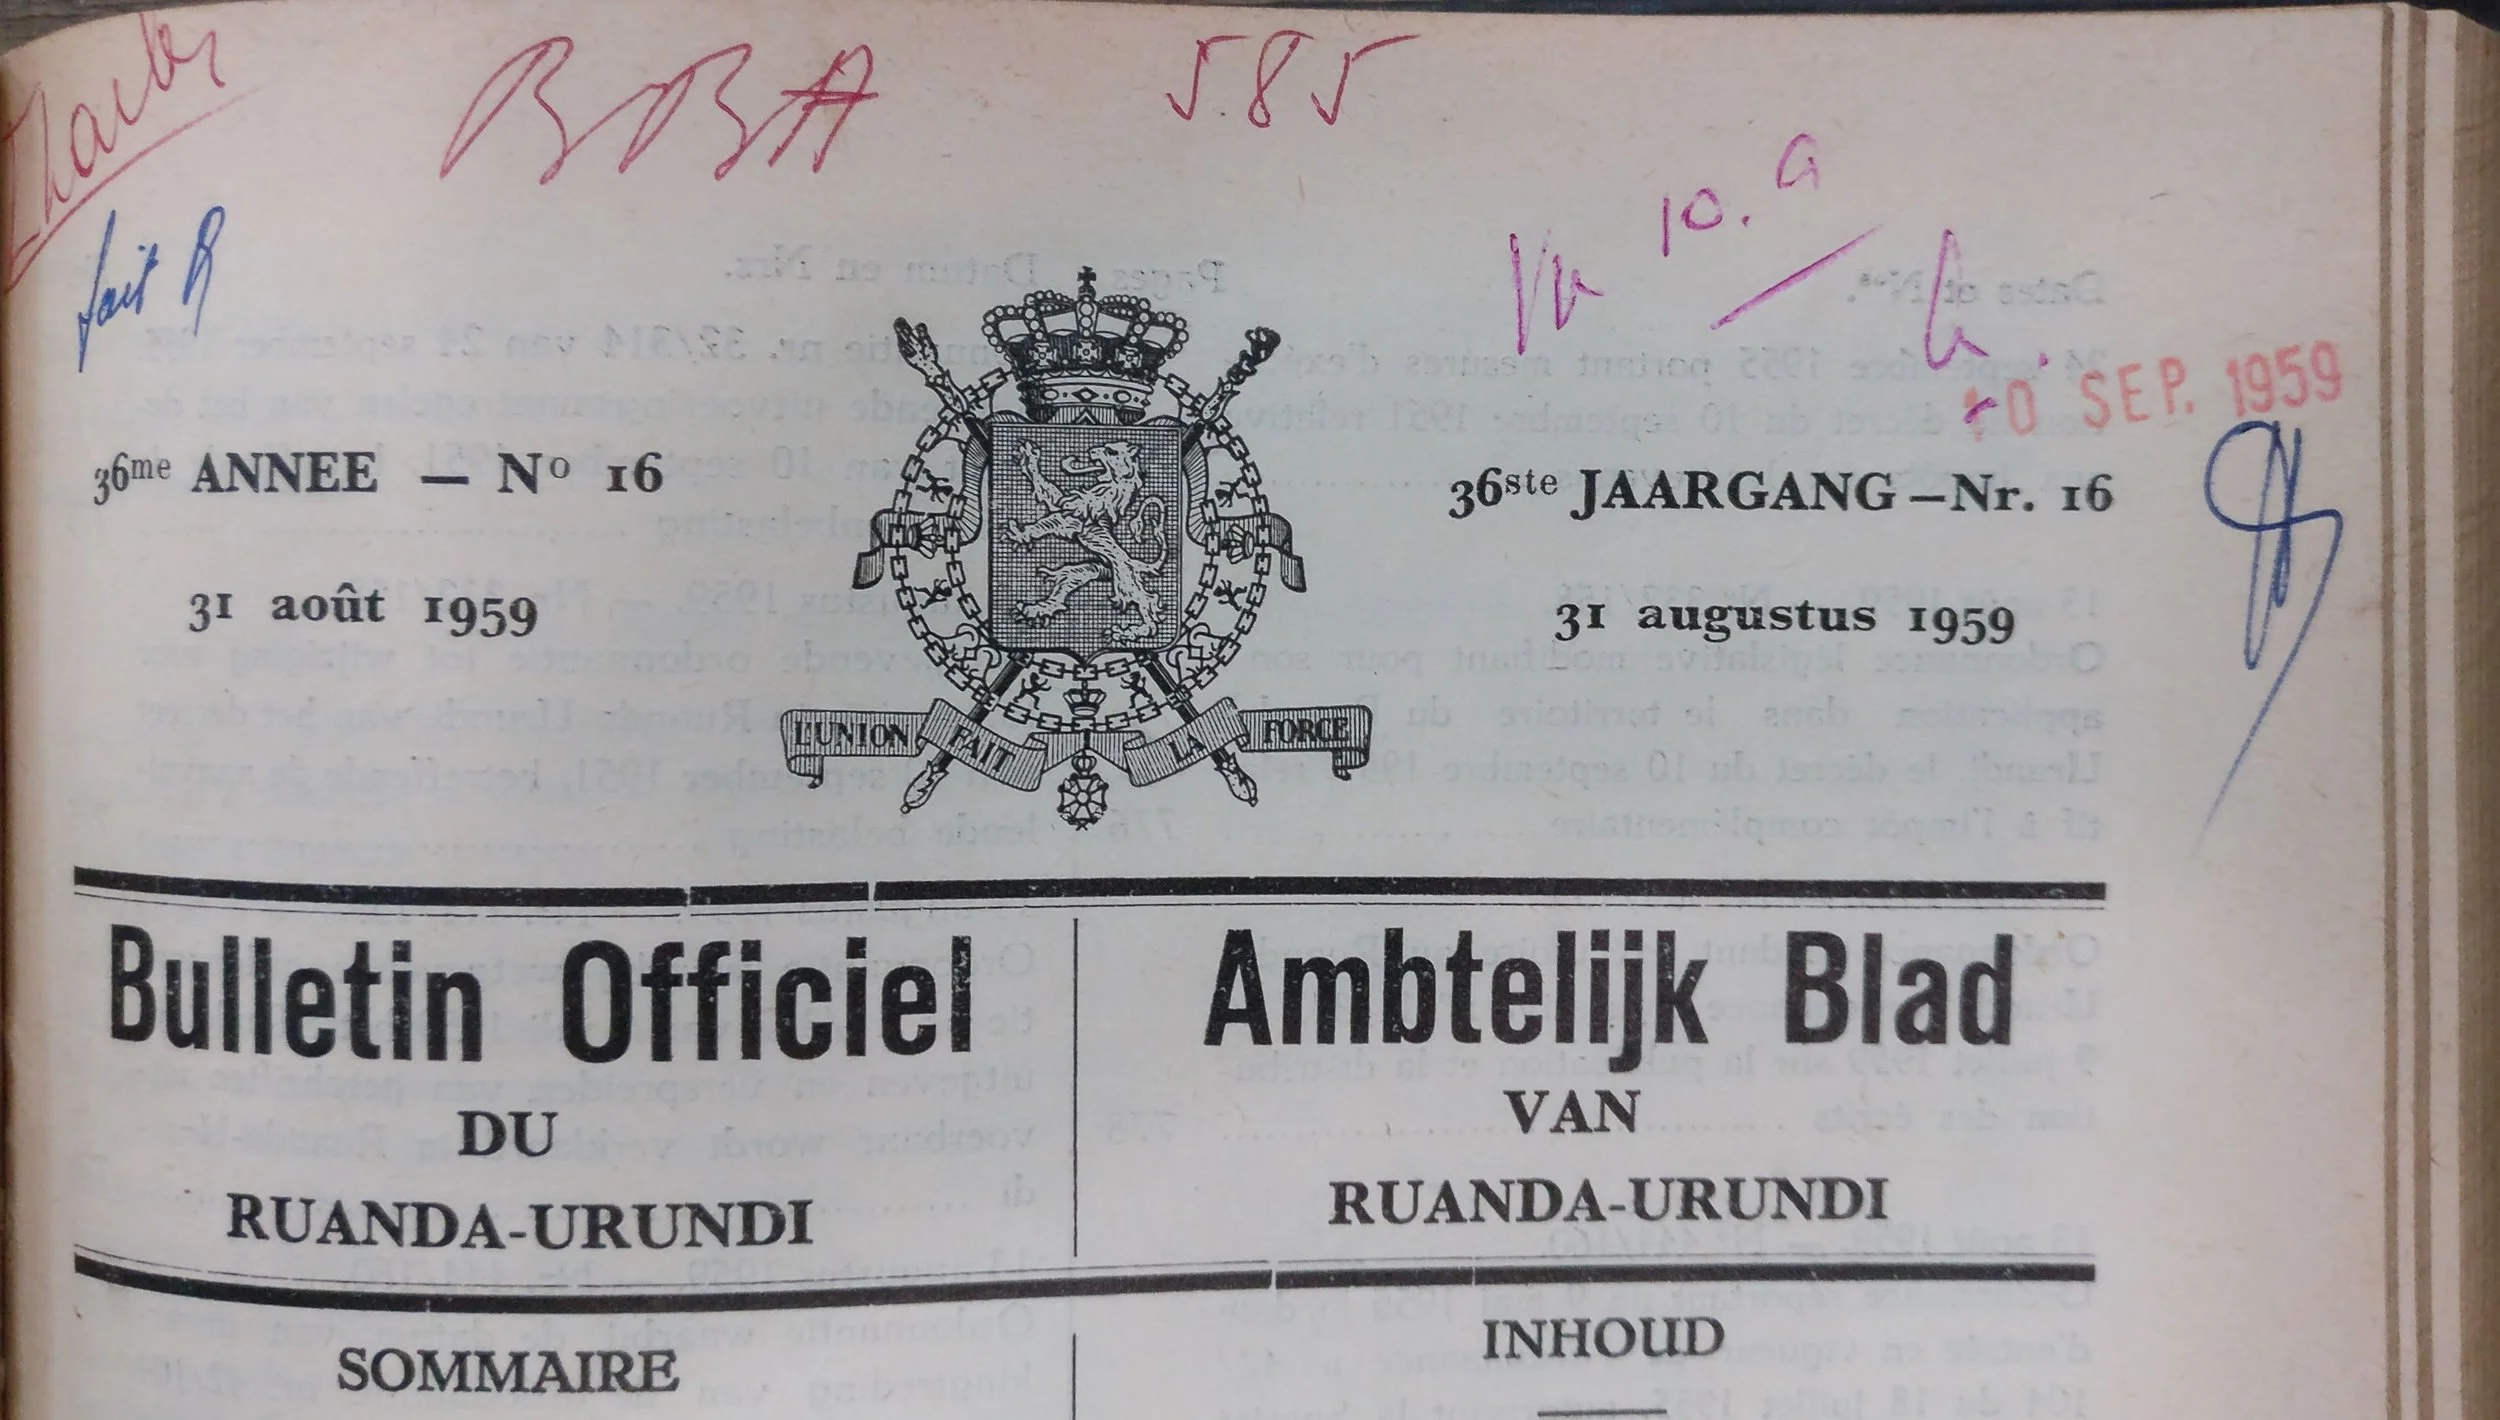 BBA 585
fait R
Vu 10.9
10 SEP. 1959
36me ANNEE — No 16
36ste JAARGANG — Nr. 16
31 août 1959
31 augustus 1959
L'UNION FAIT LA FORCE
Bulletin Officiel
DU
RUANDA-URUNDI
Ambtelijk Blad
VAN
RUANDA-URUNDI
SOMMAIRE
INHOUD